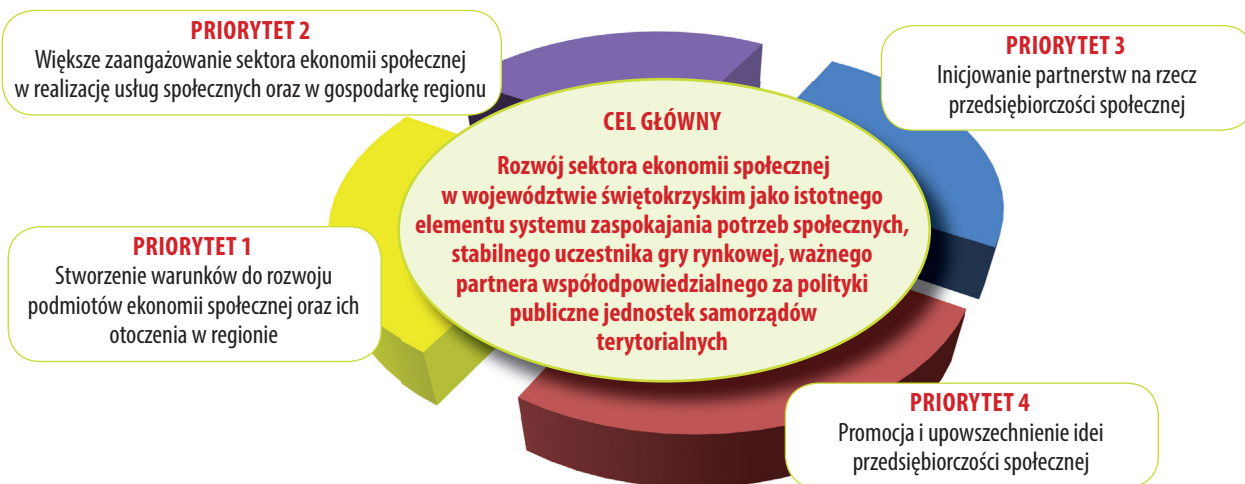 PRIORYTET 2
Większe zaangażowanie sektora ekonomii społecznej
w realizację usług społecznych oraz w gospodarkę regionu
PRIORYTET 3
Inicjowanie partnerstw na rzecz
przedsiębiorczości społecznej
CEL GŁÓWNY
Rozwój sektora ekonomii społecznej
w województwie świętokrzyskim jako istotnego
elementu systemu zaspokajania potrzeb społecznych,
stabilnego uczestnika gry rynkowej, ważnego
partnera współodpowiedzialnego za polityki
publiczne jednostek samorządów
terytorialnych
PRIORYTET 1
Stworzenie warunków do rozwoju
podmiotów ekonomii społecznej oraz ich
otoczenia w regionie
PRIORYTET 4
Promocja i upowszechnienie idei
przedsiębiorczości społecznej